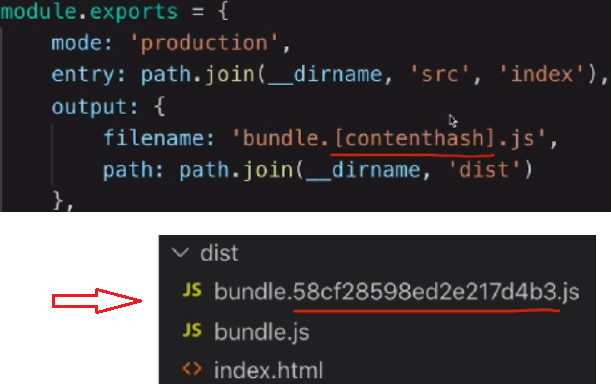 module.exports = {
mode: 'production',
entry: path.join(__dirname, 'src', 'index'),
output: {
filename: 'bundle.[contenthash].js',
path: path.join(__dirname, 'dist')
},
dist
JS bundle.58cf28598ed2e217d4b3.js
JS bundle.js
<> index.html